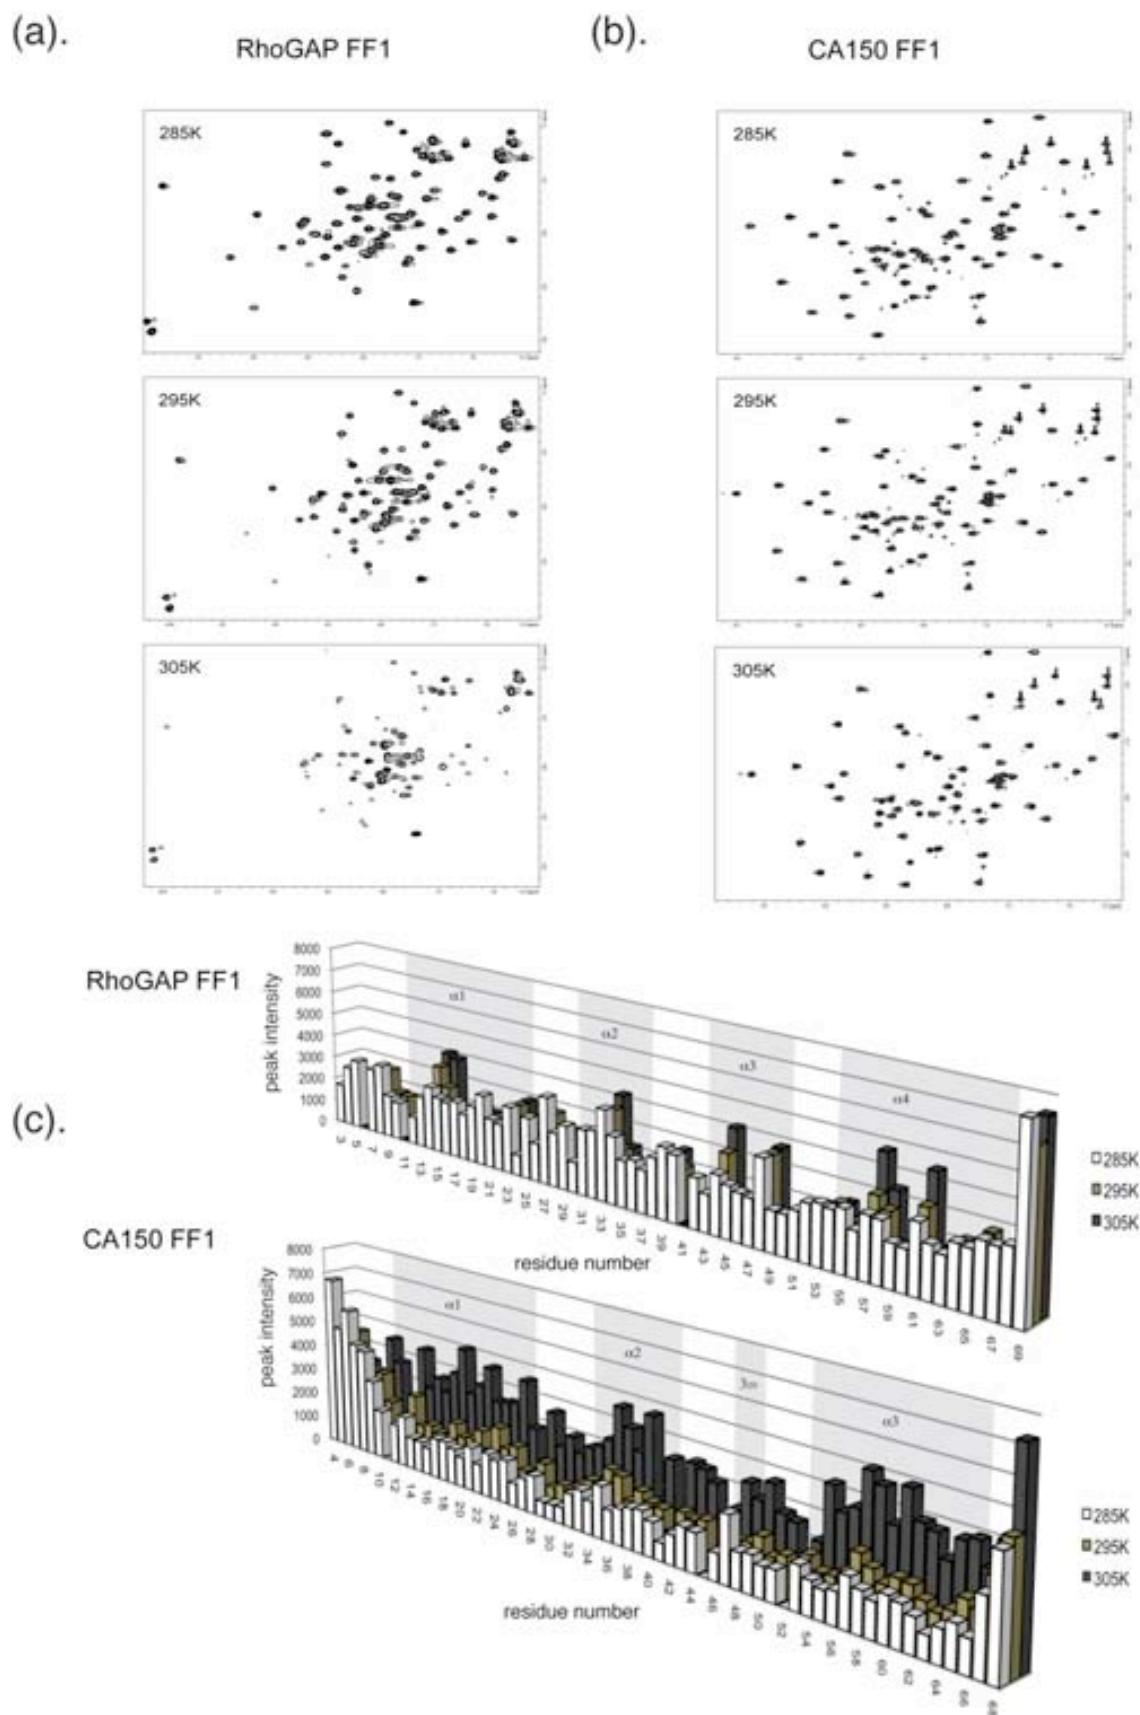 (a).
RhoGAP FF1
(b).
CA150 FF1
285K
285K
295K
295K
305K
305K
RhoGAP FF1
peak intensity
8000
7000
6000
5000
4000
3000
2000
1000
0
α1
α2
α3
α4
3 5 7 9 11 13 15 17 19 21 23 25 27 29 31 33 35 37 39 41 43 45 47 49 51 53 55 57 59 61 63 65 67 69
residue number
285K
295K
305K
(c).
CA150 FF1
peak intensity
8000
7000
6000
5000
4000
3000
2000
1000
0
α1
α2
3α
α3
4 6 8 10 12 14 16 18 20 22 24 26 28 30 32 34 36 38 40 42 44 46 48 50 52 54 56 58 60 62 64 66 68
residue number
285K
295K
305K